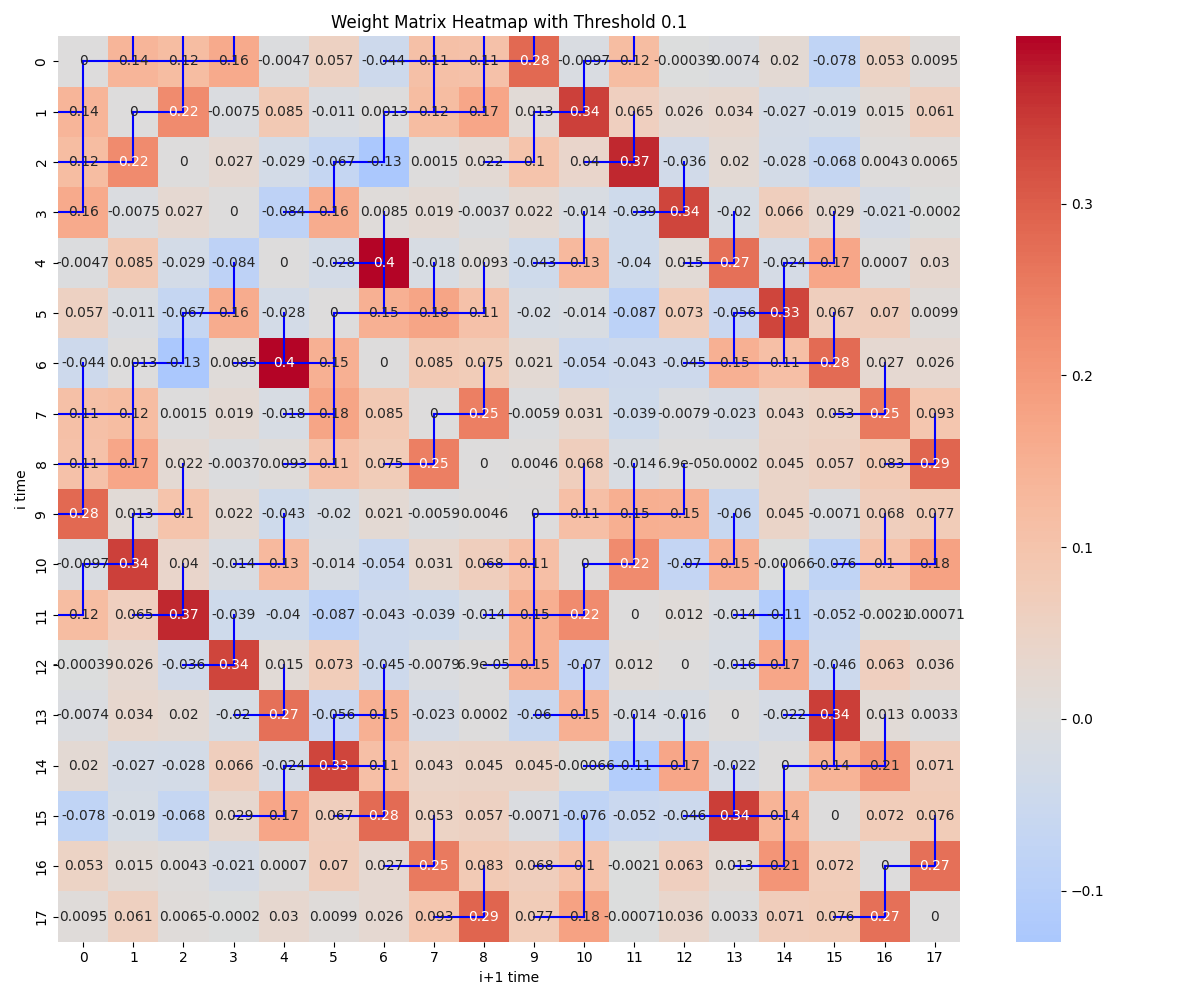 Weight Matrix Heatmap with Threshold 0.1
0 0 0.14 0.12 0.16 -0.0047 0.057 -0.044 0.11 0.11 0.28 -0.0097 0.12 -0.00039 0.0074 0.02 -0.078 0.053 0.0095
1 0.14 0 0.22 -0.0075 0.085 -0.011 0.0013 0.12 0.17 0.013 0.34 0.065 0.026 0.034 -0.027 -0.019 0.015 0.061
2 0.12 0.22 0 0.027 -0.029 -0.067 -0.13 0.0015 0.022 0.1 0.04 0.37 -0.036 0.02 -0.028 -0.068 0.0043 0.0065
3 0.16 -0.0075 0.027 0 -0.084 0.16 0.0085 0.019 -0.0037 0.022 -0.014 -0.039 0.34 -0.02 0.066 0.029 -0.021 -0.0002
0.3
4 -0.0047 0.085 -0.029 -0.084 0 -0.028 0.4 -0.018 0.0093 -0.043 0.13 -0.04 0.015 0.27 -0.024 0.17 0.0007 0.03
5 0.057 -0.011 -0.067 0.16 -0.028 0 0.15 0.18 0.11 -0.02 -0.014 -0.087 0.073 -0.056 0.33 0.067 0.07 0.0099
6 -0.044 0.0013 -0.13 0.0085 0.4 0.15 0 0.085 0.075 0.021 -0.054 -0.043 -0.045 0.15 0.11 0.28 0.027 0.026
0.2
7 0.11 0.12 0.0015 0.019 -0.018 0.18 0.085 0 0.25 -0.0059 0.031 -0.039 -0.0079 -0.023 0.043 0.053 0.25 0.093
8 0.11 0.17 0.022 -0.0037 0.0093 0.11 0.075 0.25 0 0.0046 0.068 -0.014 6.9e-05 0.0002 0.045 0.057 0.083 0.29
i time
9 0.28 0.013 0.1 0.022 -0.043 -0.02 0.021 -0.0059 0.0046 0 0.11 0.15 0.15 -0.06 0.045 -0.0071 0.068 0.077
0.1
10 -0.0097 0.34 0.04 -0.014 0.13 -0.014 -0.054 0.031 0.068 0.11 0 0.22 -0.07 0.15 -0.00066 -0.076 0.1 0.18
11 0.12 0.065 0.37 -0.039 -0.04 -0.087 -0.043 -0.039 -0.014 0.15 0.22 0 0.012 -0.014 -0.11 -0.052 -0.0021 -0.00071
12 -0.00039 0.026 -0.036 0.34 0.015 0.073 -0.045 -0.0079 6.9e-05 0.15 -0.07 0.012 0 -0.016 0.17 -0.046 0.063 0.036
13 -0.0074 0.034 0.02 -0.02 0.27 -0.056 0.15 -0.023 0.0002 -0.06 0.15 -0.014 -0.016 0 -0.022 0.34 0.013 0.0033
0.0
14 0.02 -0.027 -0.028 0.066 -0.024 0.33 0.11 0.043 0.045 0.045 -0.00066 -0.11 0.17 -0.022 0 0.14 0.21 0.071
15 -0.078 -0.019 -0.068 0.029 0.17 0.067 0.28 0.053 0.057 -0.0071 -0.076 -0.052 -0.046 0.34 0.14 0 0.072 0.076
16 0.053 0.015 0.0043 -0.021 0.0007 0.07 0.027 0.25 0.083 0.068 0.1 -0.0021 0.063 0.013 0.21 0.072 0 0.27
−0.1
17 0.0095 0.061 0.0065 -0.0002 0.03 0.0099 0.026 0.093 0.29 0.077 0.18 -0.00071 0.036 0.0033 0.071 0.076 0.27 0
0 1 2 3 4 5 6 7 8 9 10 11 12 13 14 15 16 17
i+1 time